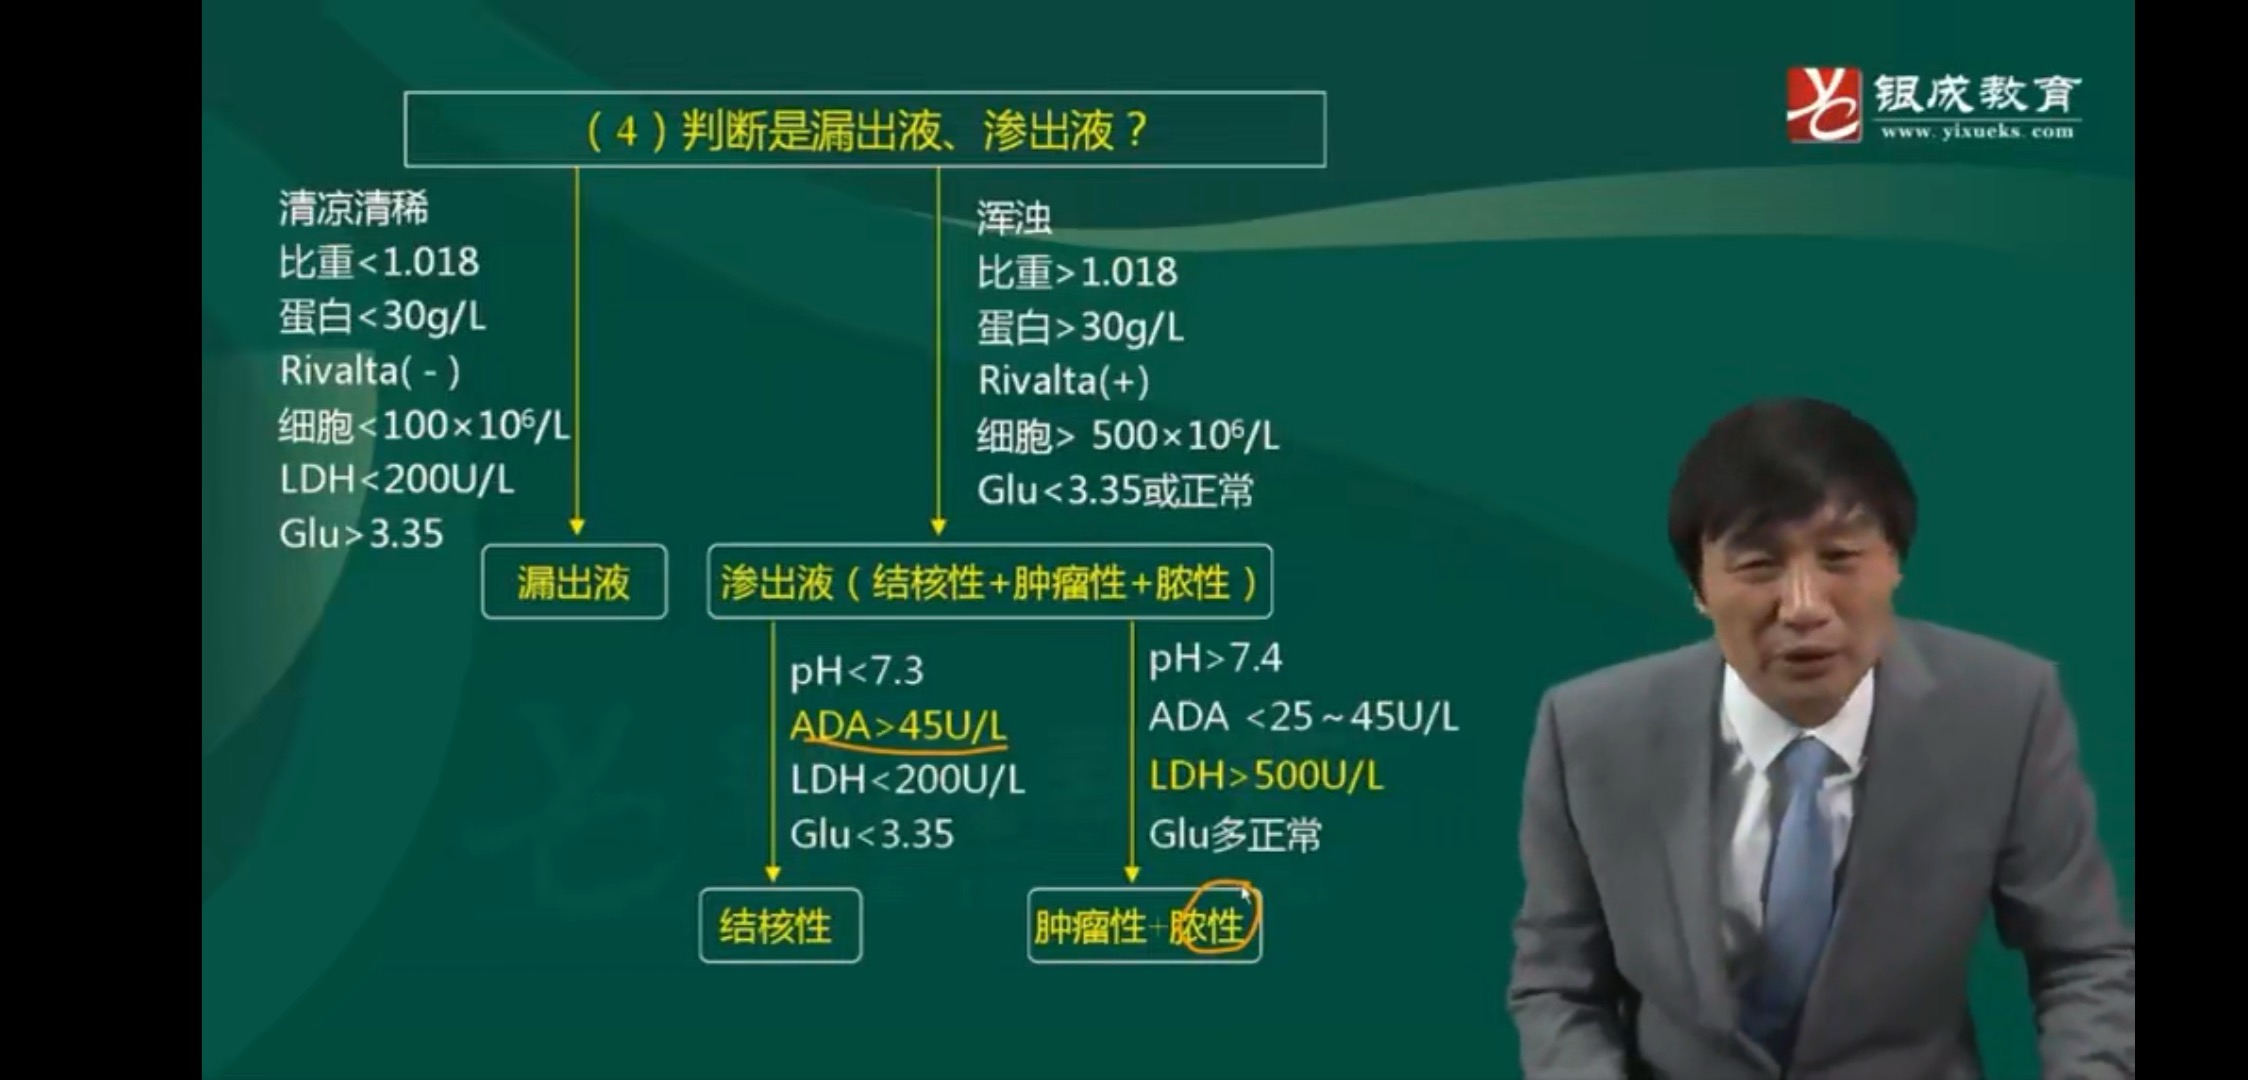 （4）判断是漏出液、渗出液？
银成教育
www.yixueks.com
清凉清稀
比重<1.018
蛋白<30g/L
Rivalta( - )
细胞<100×10⁶/L
LDH<200U/L
Glu>3.35
浑浊
比重>1.018
蛋白>30g/L
Rivalta(+)
细胞> 500×10⁶/L
Glu<3.35或正常
漏出液
渗出液（结核性+肿瘤性+脓性）
pH<7.3
ADA>45U/L
LDH<200U/L
Glu<3.35
pH>7.4
ADA <25～45U/L
LDH>500U/L
Glu多正常
结核性
肿瘤性+脓性